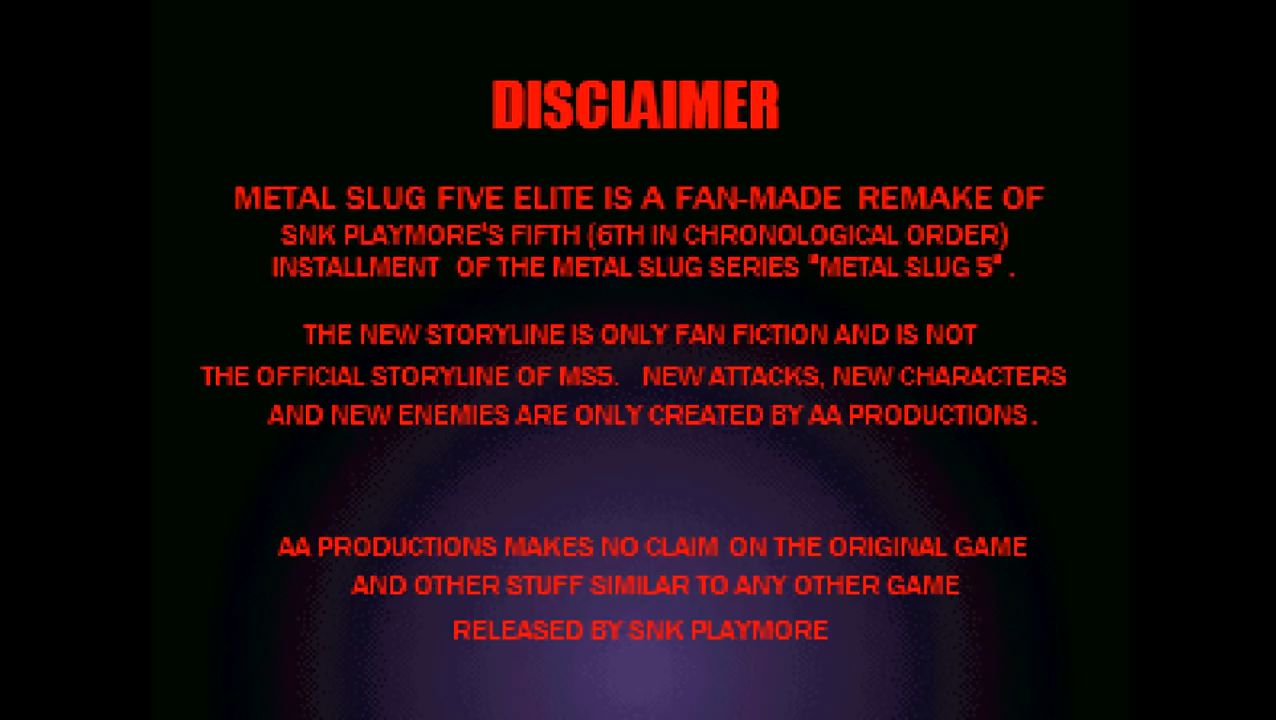 DISCLAIMER
METAL SLUG FIVE ELITE IS A FAN-MADE REMAKE OF
SNK PLAYMORE'S FIFTH (6TH IN CHRONOLOGICAL ORDER)
INSTALLMENT OF THE METAL SLUG SERIES "METAL SLUG 5" .
THE NEW STORYLINE IS ONLY FAN FICTION AND IS NOT
THE OFFICIAL STORYLINE OF MS5. NEW ATTACKS, NEW CHARACTERS
AND NEW ENEMIES ARE ONLY CREATED BY AA PRODUCTIONS.
AA PRODUCTIONS MAKES NO CLAIM ON THE ORIGINAL GAME
AND OTHER STUFF SIMILAR TO ANY OTHER GAME
RELEASED BY SNK PLAYMORE